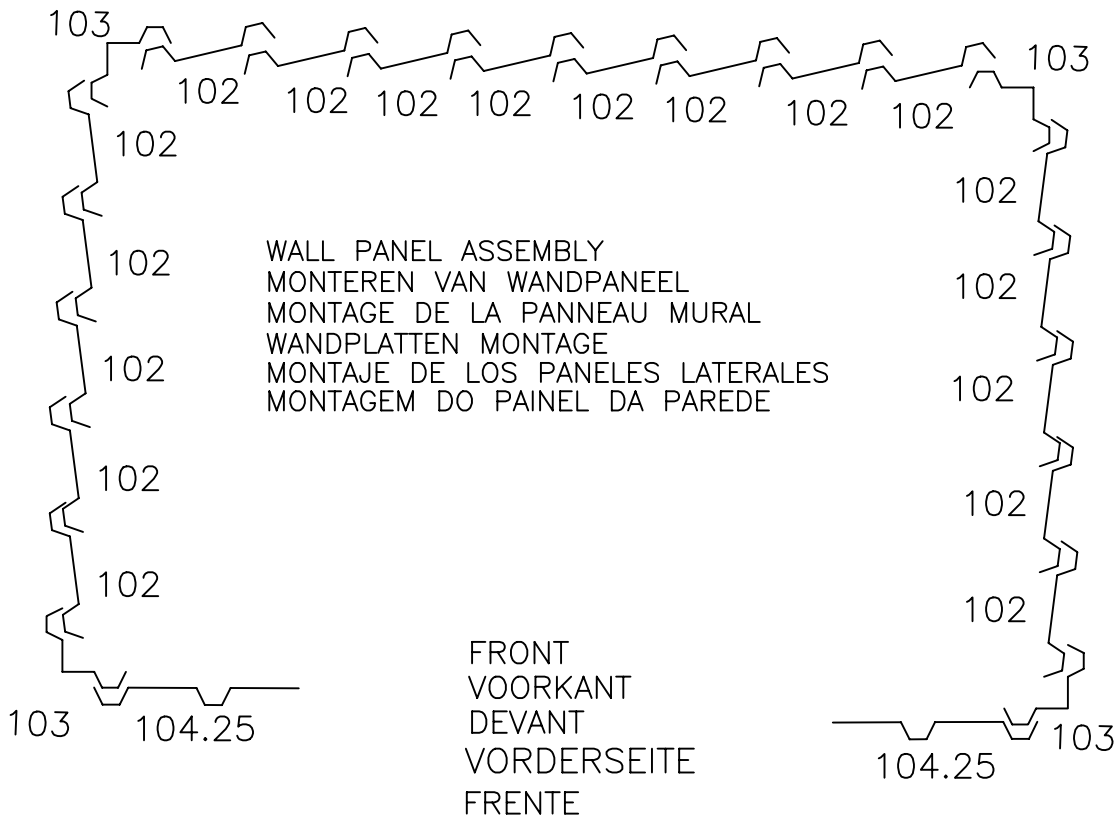 103
103
102 102 102 102 102 102 102 102
102
102
102
102
102
102
102
102
102
102
WALL PANEL ASSEMBLY
MONTEREN VAN WANDPANEEL
MONTAGE DE LA PANNEAU MURAL
WANDPLATTEN MONTAGE
MONTAJE DE LOS PANELES LATERALES
MONTAGEM DO PAINEL DA PAREDE
FRONT
VOORKANT
DEVANT
VORDERSEITE
FRENTE
103 104.25
104.25 103